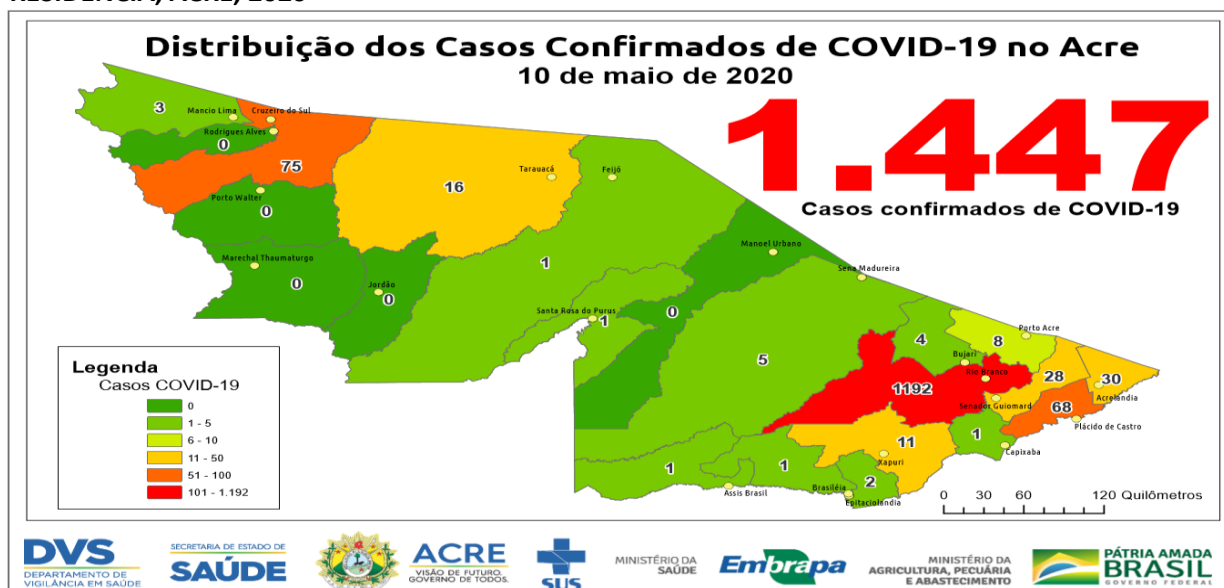 Distribuição dos Casos Confirmados de COVID-19 no Acre
10 de maio de 2020
1.447
Casos confirmados de COVID-19
3
Mancio Lima
Cruzeiro do Sul
Rodrigues Alves
0
75
16
Tarauacá
Feijó
Porto Walter
0
Manoel Urbano
Marechal Thaumaturgo
0
Jordão
0
1
Sena Madureira
Santa Rosa do Purus
1
0
4
8
Porto Acre
Bujari
5
Rio Branco
28
30
1192
Acrelandia
Senador Guiomard
68
Plácido de Castro
11
1
Capixaba
Xapuri
1
1
2
Assis Brasil
Brasiléia
Epitaciolandia
Legenda
Casos COVID-19
0
1 - 5
6 - 10
11 - 50
51 - 100
101 - 1.192
0 30 60 120 Quilômetros
DVS
DEPARTAMENTO DE
VIGILÂNCIA EM SAÚDE
SECRETARIA DE ESTADO DE
SAÚDE
ACRE
VISÃO DE FUTURO.
GOVERNO DE TODOS.
SUS
MINISTÉRIO DA
SAÚDE
Embrapa
MINISTÉRIO DA
AGRICULTURA, PECUÁRIA
E ABASTECIMENTO
PÁTRIA AMADA
BRASIL
GOVERNO FEDERAL